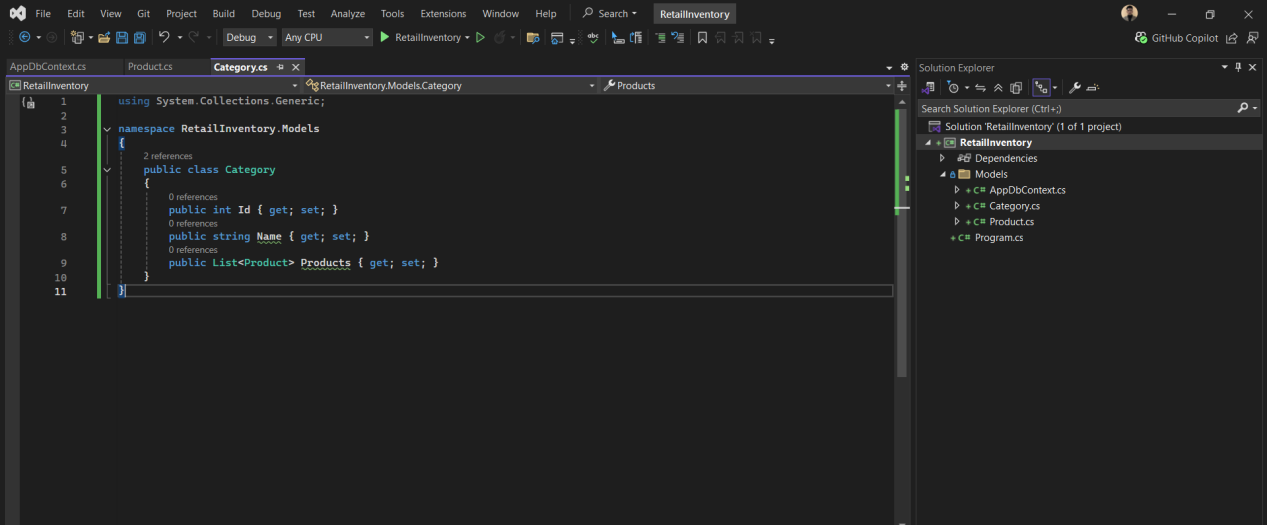 File Edit View Git Project Build Debug Test Analyze Tools Extensions Window Help Search RetailInventory
Debug Any CPU RetailInventory abc GitHub Copilot
AppDbContext.cs Product.cs Category.cs
RetailInventory RetailInventory.Models.Category Products
1 using System.Collections.Generic;
2
3 namespace RetailInventory.Models
4 {
2 references
5 public class Category
6 {
0 references
7 public int Id { get; set; }
0 references
8 public string Name { get; set; }
0 references
9 public List<Product> Products { get; set; }
10 }
11 }
Solution Explorer
Search Solution Explorer (Ctrl+;)
Solution 'RetailInventory' (1 of 1 project)
C# RetailInventory
Dependencies
Models
C# AppDbContext.cs
C# Category.cs
C# Product.cs
C# Program.cs